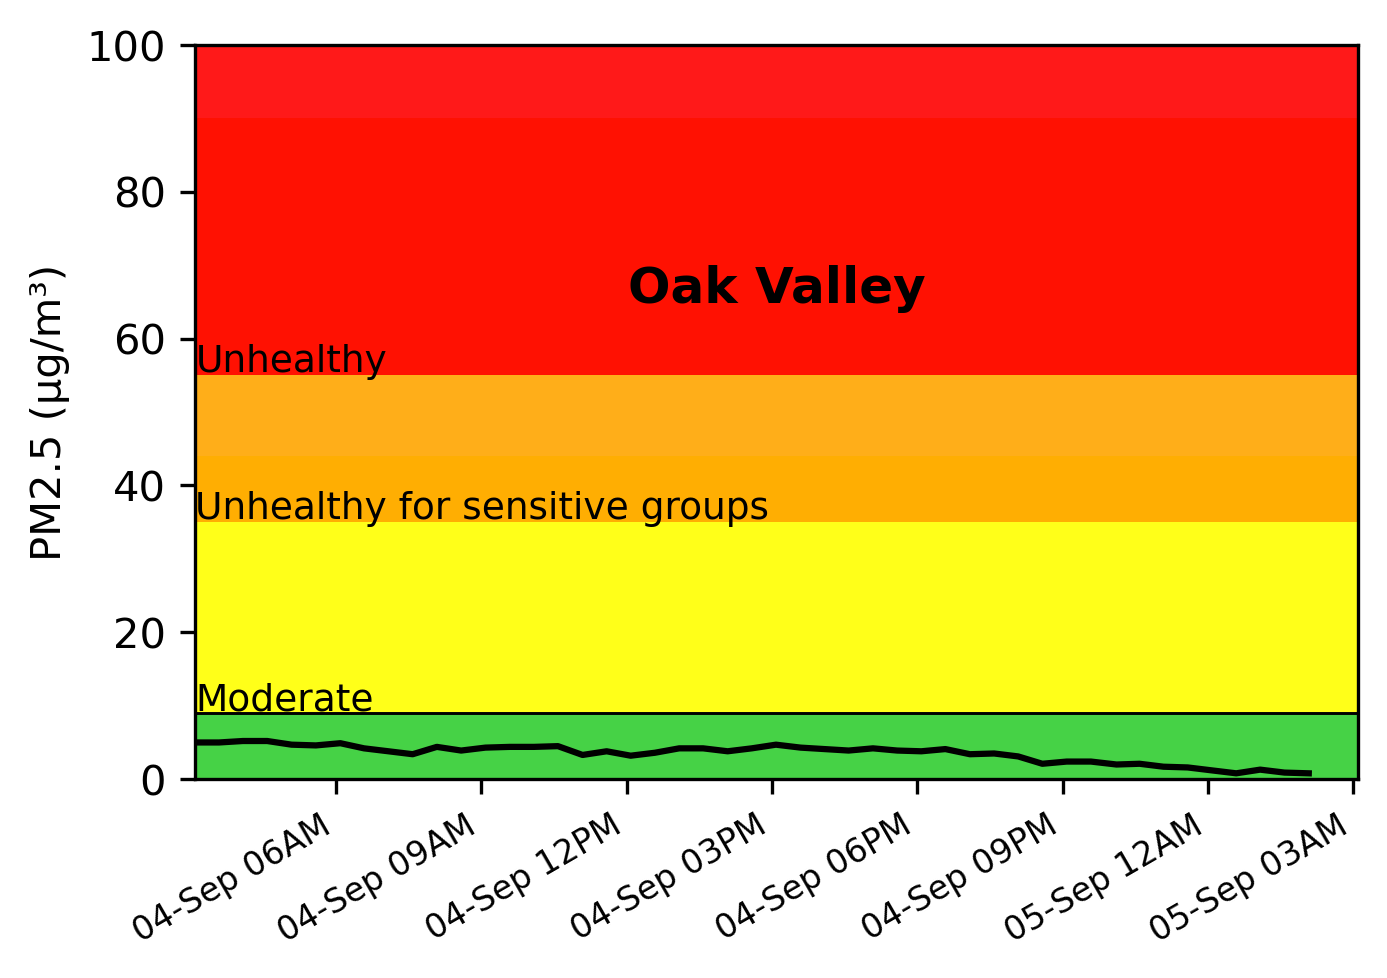 100
80
60
40
20
0
PM2.5 (µg/m³)
Oak Valley
Unhealthy
Unhealthy for sensitive groups
Moderate
04-Sep 06AM
04-Sep 09AM
04-Sep 12PM
04-Sep 03PM
04-Sep 06PM
04-Sep 09PM
05-Sep 12AM
05-Sep 03AM